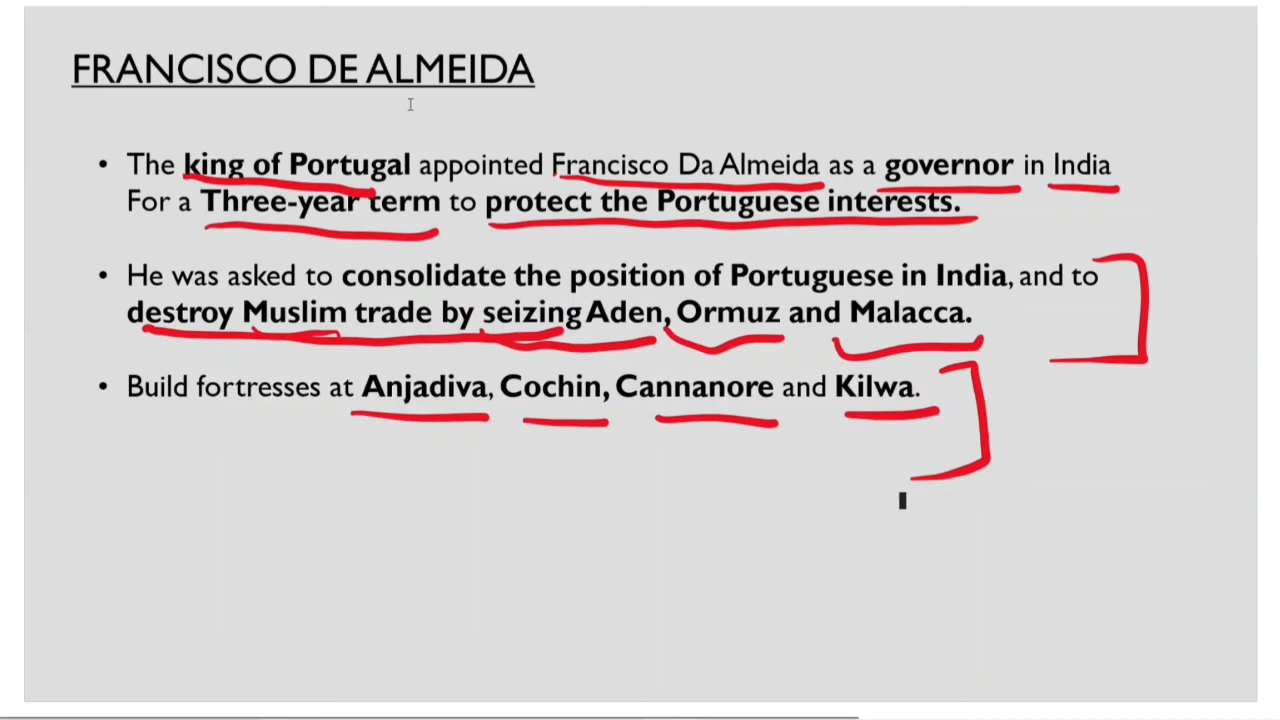 FRANCISCO DE ALMEIDA
• The king of Portugal appointed Francisco Da Almeida as a governor in India
For a Three-year term to protect the Portuguese interests.
• He was asked to consolidate the position of Portuguese in India, and to
destroy Muslim trade by seizing Aden, Ormuz and Malacca.
• Build fortresses at Anjadiva, Cochin, Cannanore and Kilwa.